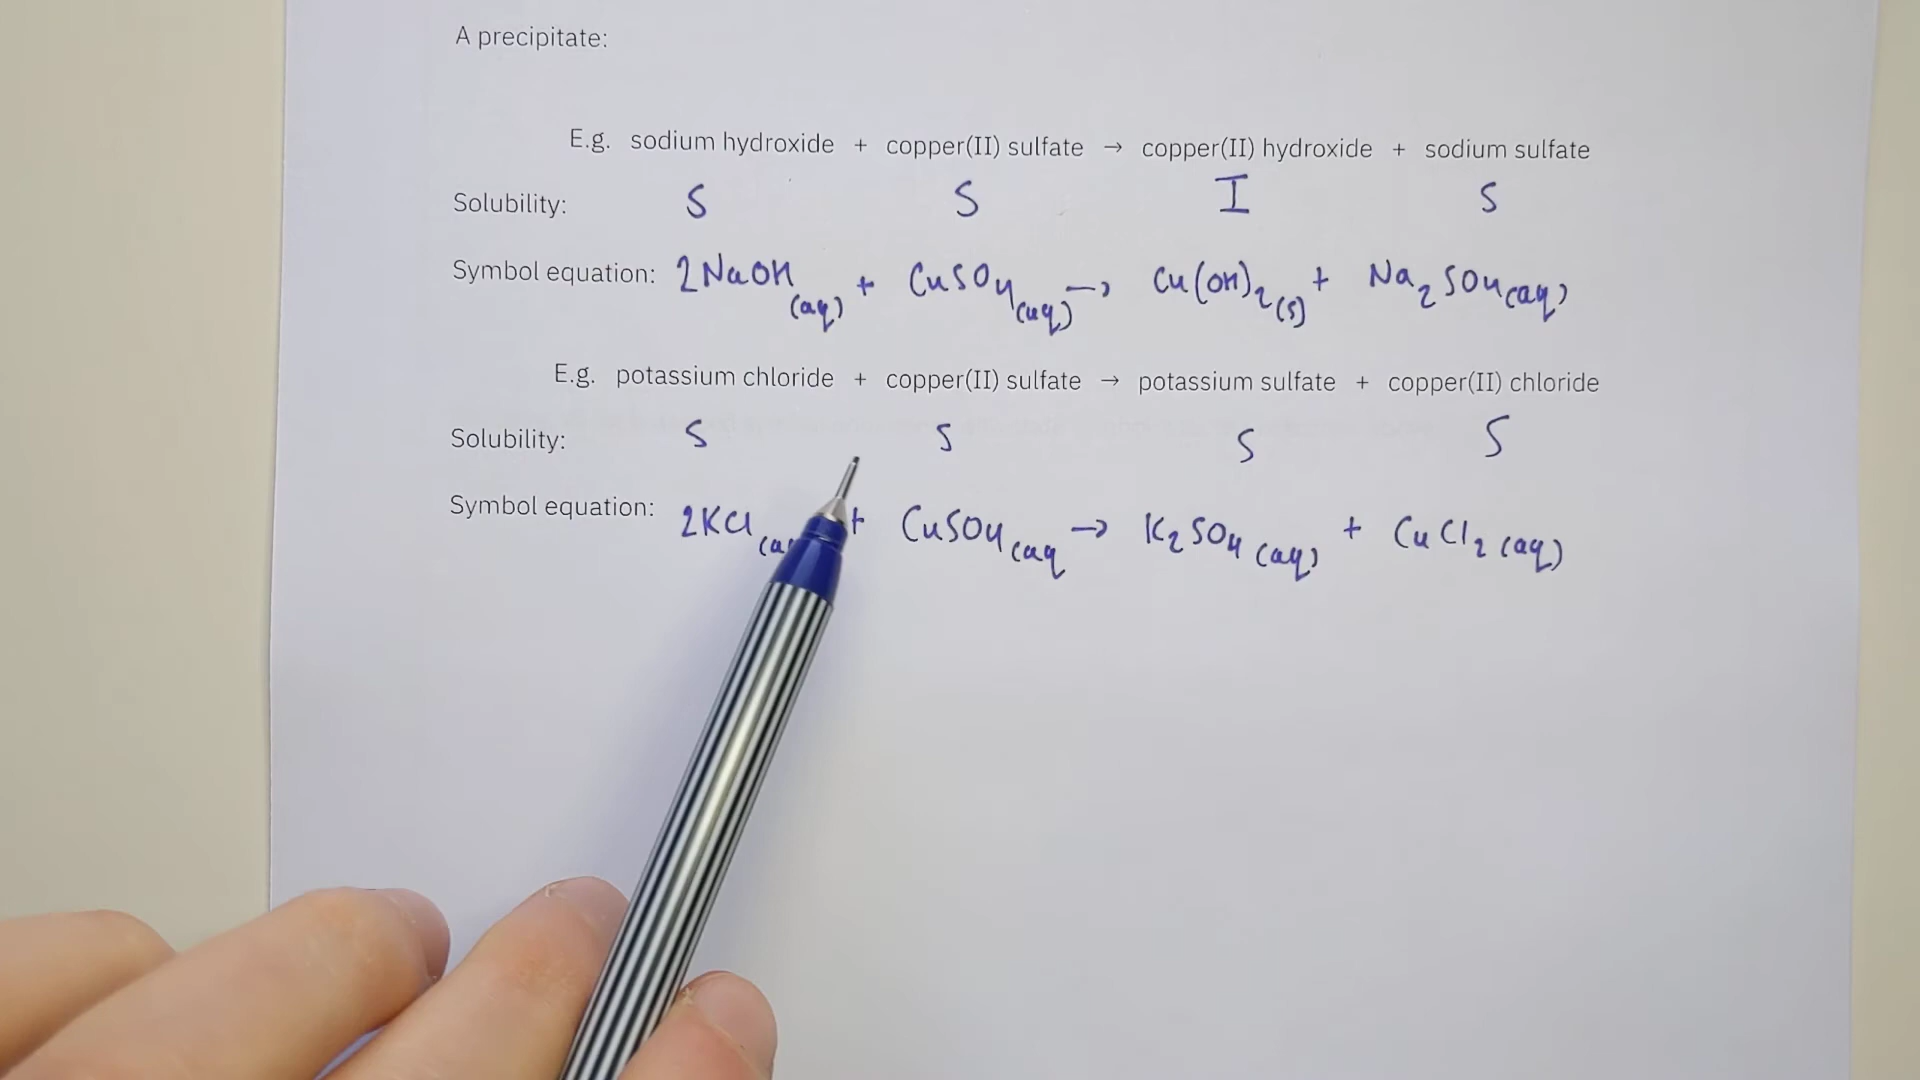 A precipitate:
E.g. sodium hydroxide + copper(II) sulfate → copper(II) hydroxide + sodium sulfate
Solubility: S S I S
Symbol equation: 2NaOH(aq) + CuSO4(aq) → Cu(OH)2(s) + Na2SO4(aq)
E.g. potassium chloride + copper(II) sulfate → potassium sulfate + copper(II) chloride
Solubility: S S S S
Symbol equation: 2KCl(a + CuSO4(aq → K2SO4(aq) + CuCl2(aq)